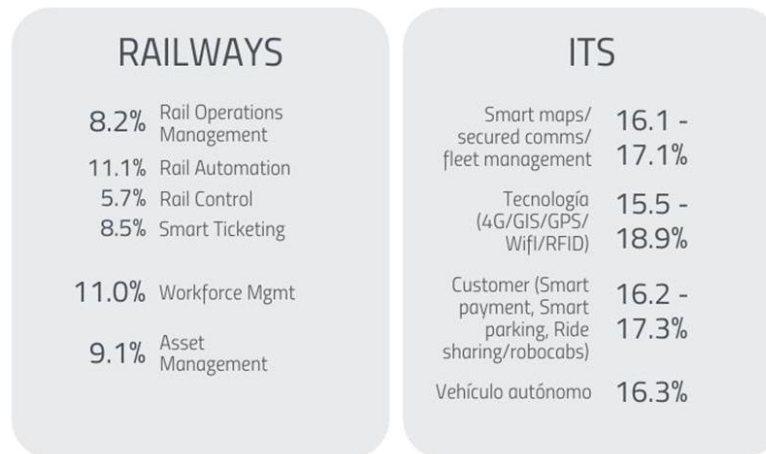 RAILWAYS
8.2% Rail Operations
Management
11.1% Rail Automation
5.7% Rail Control
8.5% Smart Ticketing
11.0% Workforce Mgmt
9.1% Asset
Management
ITS
Smart maps/
secured comms/
fleet management
16.1 -
17.1%
Tecnología
(4G/GIS/GPS/
WifI/RFID)
15.5 -
18.9%
Customer (Smart
payment, Smart
parking, Ride
sharing/robocabs)
16.2 -
17.3%
Vehículo autónomo 16.3%